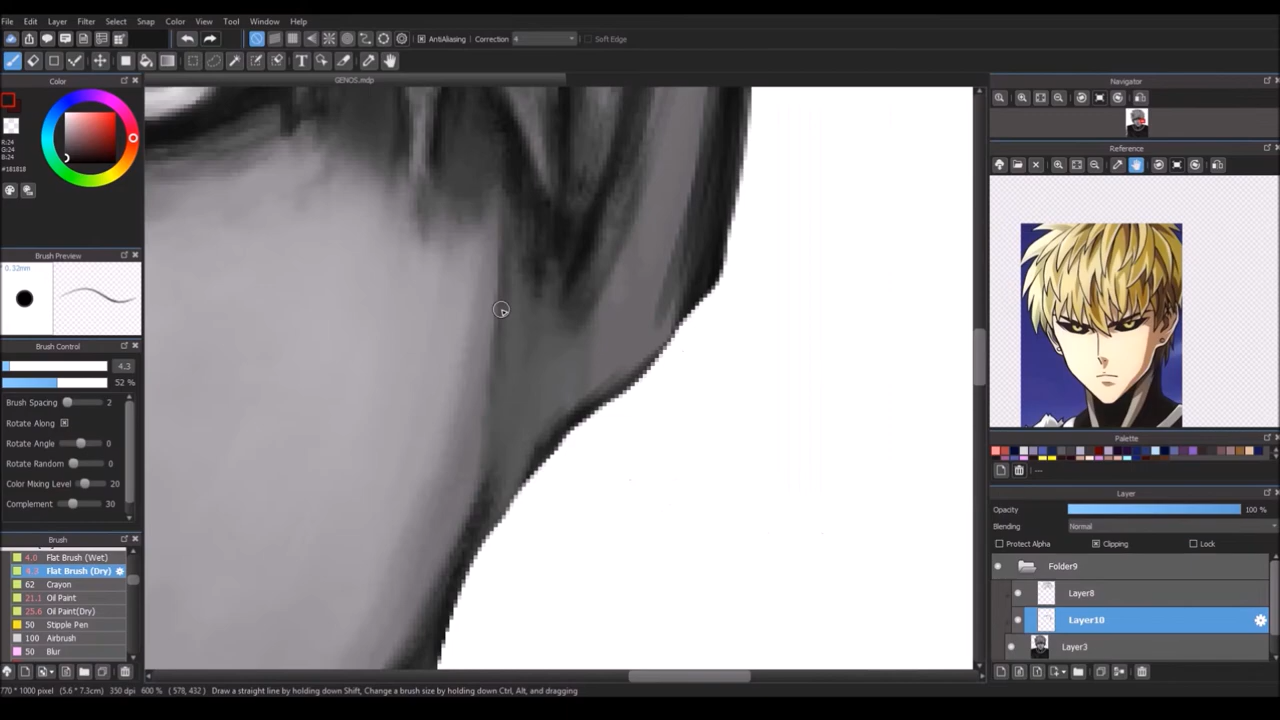 File Edit Layer Filter Select Snap Color View Tool Window Help
AntiAliasing Correction 4 Soft Edge
GENOS.mdp
Color
R:24
G:24
B:24
#181818
Brush Preview
0.32mm
Brush Control
4.3
52 %
Brush Spacing 2
Rotate Along
Rotate Angle 0
Rotate Random 0
Color Mixing Level 20
Complement 30
Brush
4.0 Flat Brush (Wet)
4.3 Flat Brush (Dry)
62 Crayon
21.1 Oil Paint
25.6 Oil Paint(Dry)
50 Stipple Pen
100 Airbrush
50 Blur
Navigator
Reference
Palette
---
Layer
Opacity 100 %
Blending Normal
Protect Alpha Clipping Lock
Folder9
Layer8
Layer10
Layer3
770 * 1000 pixel (5.6 * 7.3cm) 350 dpi 600 % ( 578, 432 ) Draw a straight line by holding down Shift, Change a brush size by holding down Ctrl, Alt, and dragging